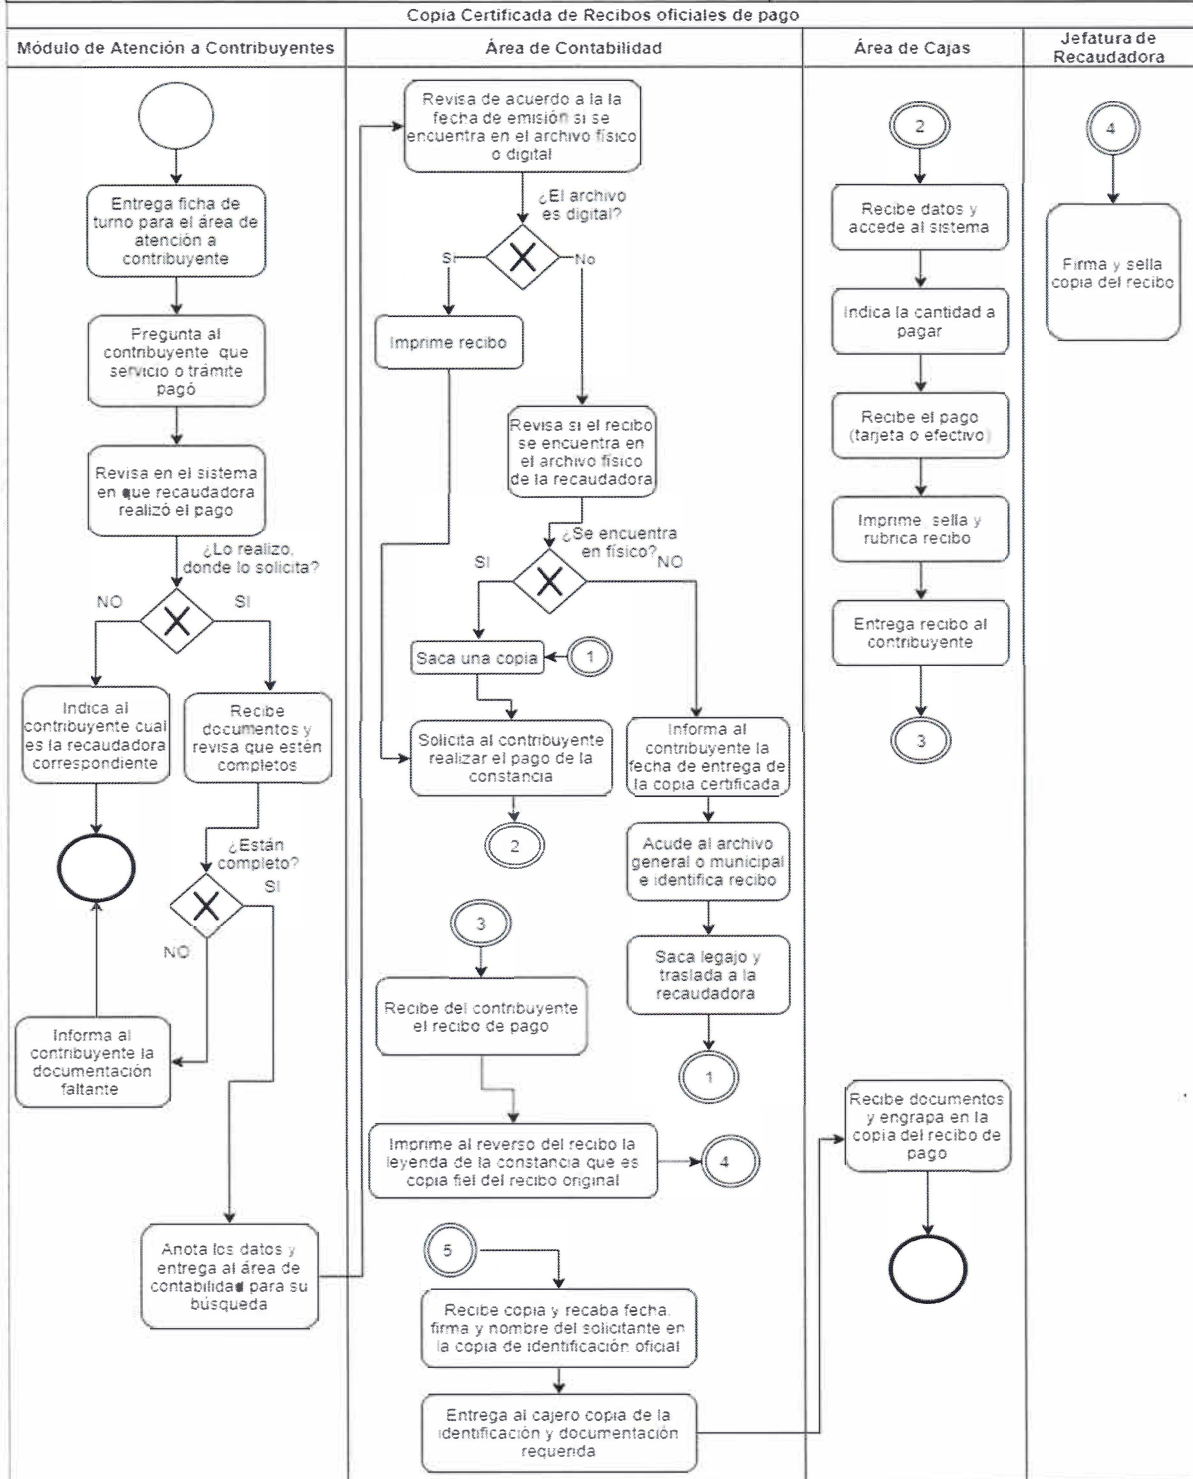 Copia Certificada de Recibos oficiales de pago
Módulo de Atención a Contribuyentes
Área de Contabilidad
Área de Cajas
Jefatura de
Recaudadora
Entrega ficha de
turno para el área de
atención a
contribuyente
Pregunta al
contribuyente que
servicio o trámite
pagó
Revisa en el sistema
en que recaudadora
realizó el pago
¿Lo realizo,
donde lo solicita?
NO
SI
Indica al
contribuyente cual
es la recaudadora
correspondiente
Recibe
documentos y
revisa que estén
completos
¿Están
completo?
SI
NO
Informa al
contribuyente la
documentación
faltante
Anota los datos y
entrega al área de
contabilidad para su
búsqueda
Revisa de acuerdo a la la
fecha de emisión si se
encuentra en el archivo físico
o digital
¿El archivo
es digital?
Si
No
Imprime recibo
Revisa si el recibo
se encuentra en
el archivo físico
de la recaudadora
¿Se encuentra
en físico?
SI
NO
Saca una copia
1
Solicita al contribuyente
realizar el pago de la
constancia
2
Informa al
contribuyente la
fecha de entrega de
la copia certificada
Acude al archivo
general o municipal
e identifica recibo
Saca legajo y
traslada a la
recaudadora
1
3
Recibe del contribuyente
el recibo de pago
Imprime al reverso del recibo la
leyenda de la constancia que es
copia fiel del recibo original
4
5
Recibe copia y recaba fecha,
firma y nombre del solicitante en
la copia de identificación oficial
Entrega al cajero copia de la
identificación y documentación
requerida
2
Recibe datos y
accede al sistema
Indica la cantidad a
pagar
Recibe el pago
(tarjeta o efectivo)
Imprime, sella y
rubrica recibo
Entrega recibo al
contribuyente
3
Recibe documentos
y engrapa en la
copia del recibo de
pago
4
Firma y sella
copia del recibo